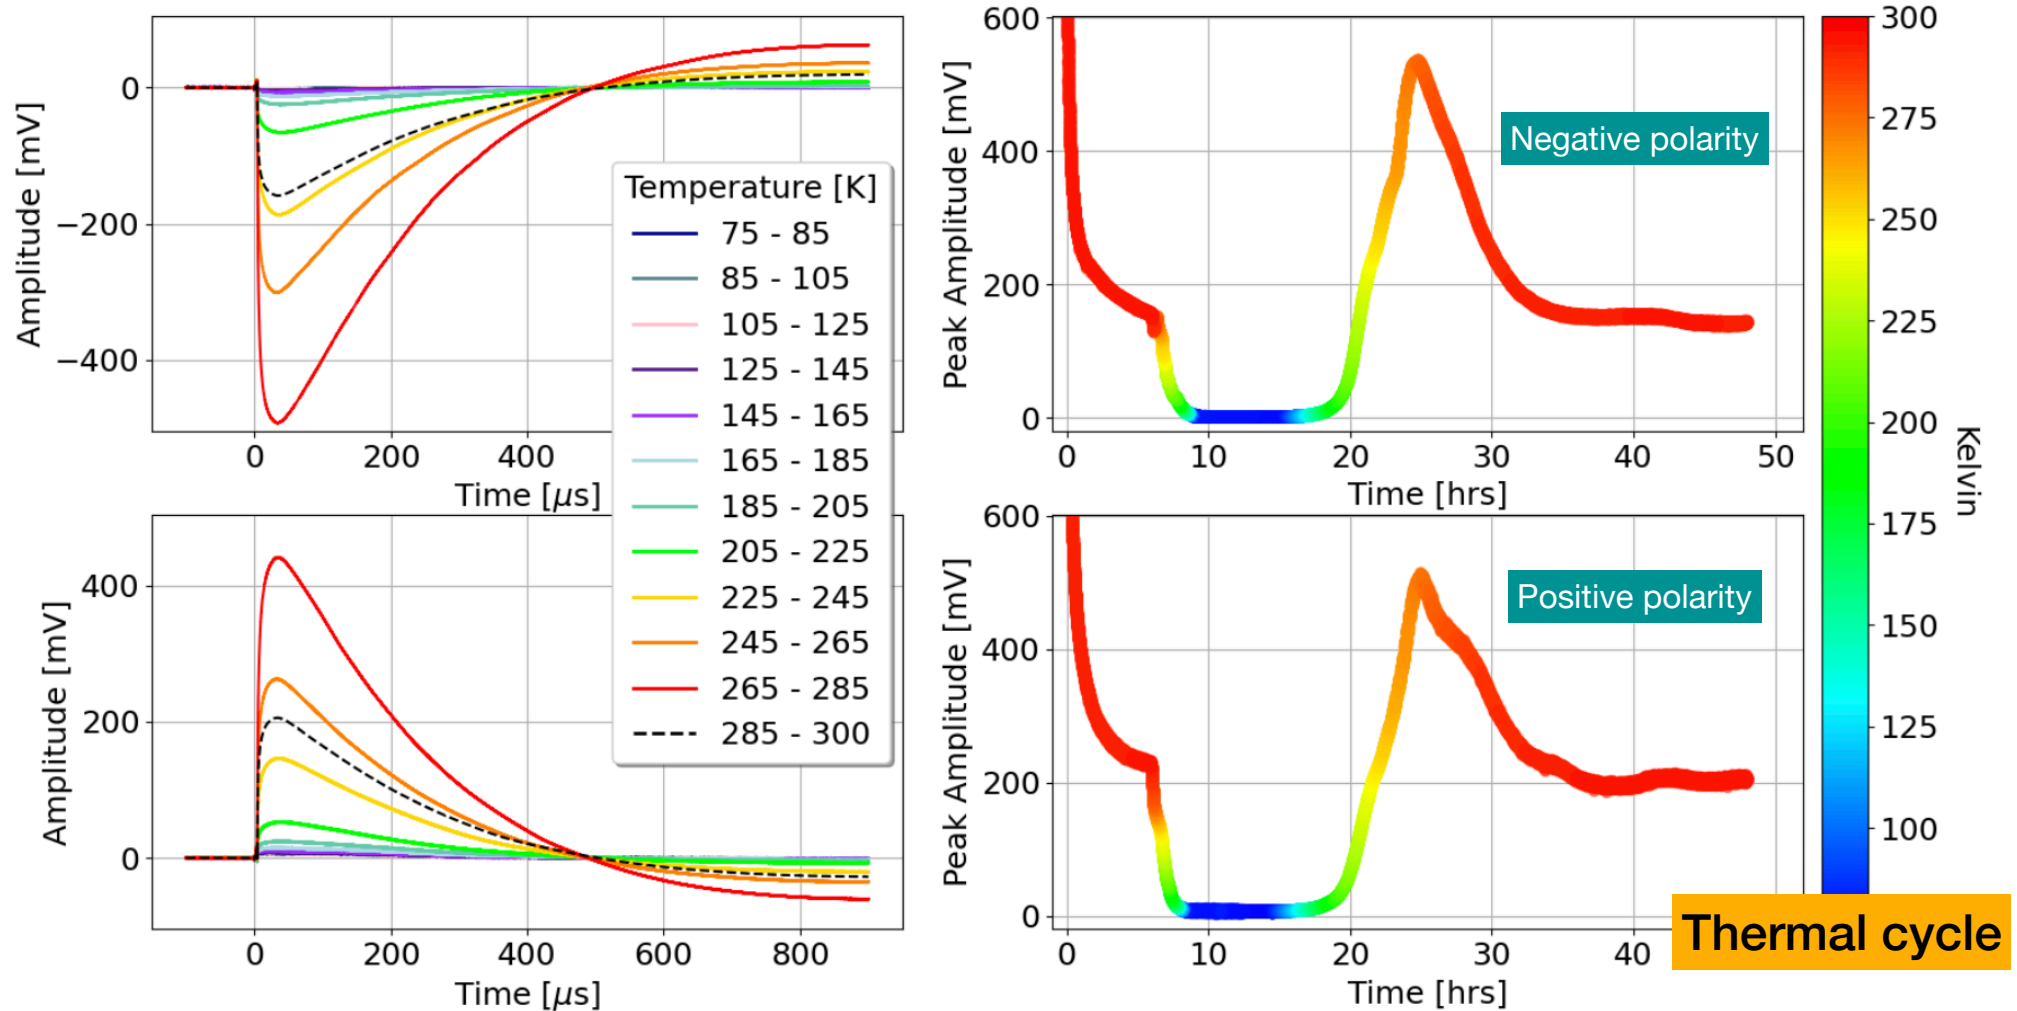 0
−200
−400
Amplitude [mV]
0
200
400
Time [μs]
400
200
0
Amplitude [mV]
0
200
400
600
800
Time [μs]
Temperature [K]
75 - 85
85 - 105
105 - 125
125 - 145
145 - 165
165 - 185
185 - 205
205 - 225
225 - 245
245 - 265
265 - 285
285 - 300
600
400
200
0
Peak Amplitude [mV]
Negative polarity
0
10
20
30
40
50
Time [hrs]
600
400
200
0
Peak Amplitude [mV]
Positive polarity
0
10
20
30
40
Time [hrs]
300
275
250
225
200
175
150
125
100
Kelvin
Thermal cycle